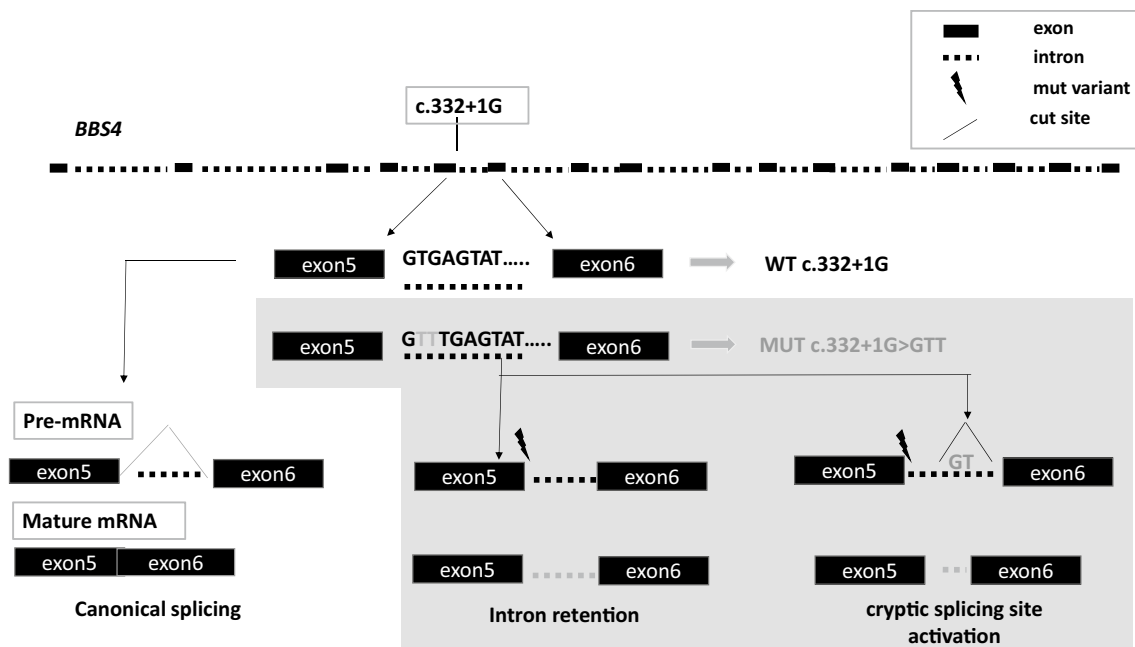 exon
intron
mut variant
cut site
c.332+1G
BBS4
exon5
GTGAGTAT.....
exon6
WT c.332+1G
exon5
GTTTGAGTAT.....
exon6
MUT c.332+1G>GTT
Pre-mRNA
exon5
exon6
exon5
exon6
exon5
GT
exon6
Mature mRNA
exon5
exon6
exon5
exon6
exon5
exon6
Canonical splicing
Intron retention
cryptic splicing site
activation